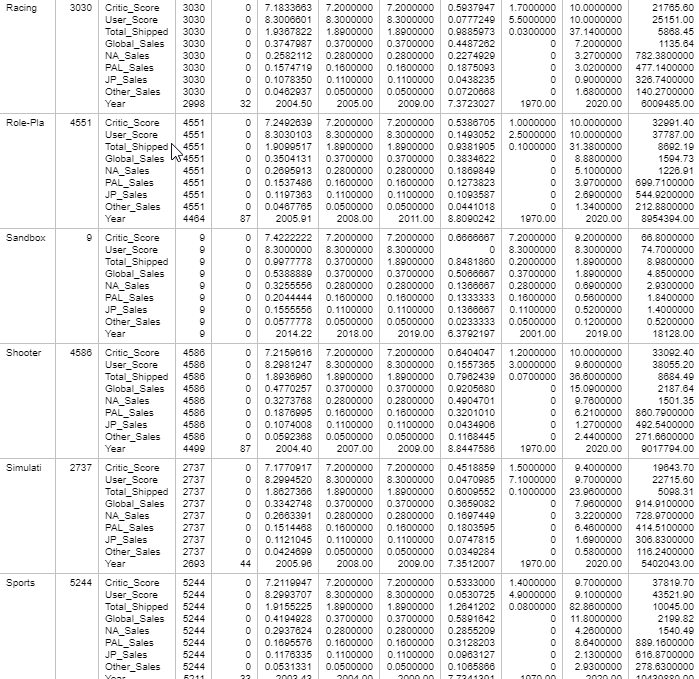 Racing 3030 Critic_Score 3030 0 7.1833663 7.2000000 7.2000000 0.5937947 1.7000000 10.0000000 21765.60
User_Score 3030 0 8.3006601 8.3000000 8.3000000 0.0777249 5.5000000 10.0000000 25151.00
Total_Shipped 3030 0 1.9367822 1.8900000 1.8900000 0.9885973 0.0300000 37.1400000 5868.45
Global_Sales 3030 0 0.3747987 0.3700000 0.3700000 0.4487262 0 7.2000000 1135.64
NA_Sales 3030 0 0.2582112 0.2800000 0.2800000 0.2274929 0 3.2700000 782.3800000
PAL_Sales 3030 0 0.1574719 0.1600000 0.1600000 0.1875093 0 3.0200000 477.1400000
JP_Sales 3030 0 0.1078350 0.1100000 0.1100000 0.0438235 0 0.9000000 326.7400000
Other_Sales 3030 0 0.0462937 0.0500000 0.0500000 0.0720668 0 1.6800000 140.2700000
Year 2998 32 2004.50 2005.00 2009.00 7.3723027 1970.00 2020.00 6009485.00
Role-Pla 4551 Critic_Score 4551 0 7.2492639 7.2000000 7.2000000 0.5386705 1.0000000 10.0000000 32991.40
User_Score 4551 0 8.3030103 8.3000000 8.3000000 0.1493052 2.5000000 10.0000000 37787.00
Total_Shipped 4551 0 1.9099517 1.8900000 1.8900000 0.9381905 0.1000000 31.3800000 8692.19
Global_Sales 4551 0 0.3504131 0.3700000 0.3700000 0.3834622 0 8.8800000 1594.73
NA_Sales 4551 0 0.2695913 0.2800000 0.2800000 0.1869849 0 5.1000000 1226.91
PAL_Sales 4551 0 0.1537486 0.1600000 0.1600000 0.1273823 0 3.9700000 699.7100000
JP_Sales 4551 0 0.1197363 0.1100000 0.1100000 0.1093587 0 2.6900000 544.9200000
Other_Sales 4551 0 0.0467765 0.0500000 0.0500000 0.0441018 0 1.3400000 212.8800000
Year 4464 87 2005.91 2008.00 2011.00 8.8090242 1970.00 2020.00 8954394.00
Sandbox 9 Critic_Score 9 0 7.4222222 7.2000000 7.2000000 0.6666667 7.2000000 9.2000000 66.8000000
User_Score 9 0 8.3000000 8.3000000 8.3000000 0 8.3000000 8.3000000 74.7000000
Total_Shipped 9 0 0.9977778 0.3700000 1.8900000 0.8481860 0.2000000 1.8900000 8.9800000
Global_Sales 9 0 0.5388889 0.3700000 0.3700000 0.5066667 0.3700000 1.8900000 4.8500000
NA_Sales 9 0 0.3255556 0.2800000 0.2800000 0.1366667 0.2800000 0.6900000 2.9300000
PAL_Sales 9 0 0.2044444 0.1600000 0.1600000 0.1333333 0.1600000 0.5600000 1.8400000
JP_Sales 9 0 0.1555556 0.1100000 0.1100000 0.1366667 0.1100000 0.5200000 1.4000000
Other_Sales 9 0 0.0577778 0.0500000 0.0500000 0.0233333 0.0500000 0.1200000 0.5200000
Year 9 0 2014.22 2018.00 2019.00 6.3792197 2001.00 2019.00 18128.00
Shooter 4586 Critic_Score 4586 0 7.2159616 7.2000000 7.2000000 0.6404047 1.2000000 10.0000000 33092.40
User_Score 4586 0 8.2981247 8.3000000 8.3000000 0.1557365 3.0000000 9.6000000 38055.20
Total_Shipped 4586 0 1.8936960 1.8900000 1.8900000 0.7962439 0.0700000 36.6000000 8684.49
Global_Sales 4586 0 0.4770257 0.3700000 0.3700000 0.9205680 0 15.0900000 2187.64
NA_Sales 4586 0 0.3273768 0.2800000 0.2800000 0.4904701 0 9.7600000 1501.35
PAL_Sales 4586 0 0.1876995 0.1600000 0.1600000 0.3201010 0 6.2100000 860.7900000
JP_Sales 4586 0 0.1074008 0.1100000 0.1100000 0.0434906 0 1.2700000 492.5400000
Other_Sales 4586 0 0.0592368 0.0500000 0.0500000 0.1168445 0 2.4400000 271.6600000
Year 4499 87 2004.40 2007.00 2009.00 8.8447586 1970.00 2020.00 9017794.00
Simulati 2737 Critic_Score 2737 0 7.1770917 7.2000000 7.2000000 0.4518859 1.5000000 9.4000000 19643.70
User_Score 2737 0 8.2994520 8.3000000 8.3000000 0.0470985 7.1000000 9.7000000 22715.60
Total_Shipped 2737 0 1.8627366 1.8900000 1.8900000 0.6009552 0.1000000 23.9600000 5098.31
Global_Sales 2737 0 0.3342748 0.3700000 0.3700000 0.3659082 0 7.9600000 914.9100000
NA_Sales 2737 0 0.2663391 0.2800000 0.2800000 0.1697449 0 3.2200000 728.9700000
PAL_Sales 2737 0 0.1514468 0.1600000 0.1600000 0.1803595 0 6.4600000 414.5100000
JP_Sales 2737 0 0.1121045 0.1100000 0.1100000 0.0747815 0 1.6900000 306.8300000
Other_Sales 2737 0 0.0424699 0.0500000 0.0500000 0.0349284 0 0.5800000 116.2400000
Year 2693 44 2005.96 2008.00 2009.00 7.3512007 1970.00 2020.00 5402043.00
Sports 5244 Critic_Score 5244 0 7.2119947 7.2000000 7.2000000 0.5333000 1.4000000 9.7000000 37819.70
User_Score 5244 0 8.2993707 8.3000000 8.3000000 0.0530725 4.9000000 9.1000000 43521.90
Total_Shipped 5244 0 1.9155225 1.8900000 1.8900000 1.2641202 0.0800000 82.8600000 10045.00
Global_Sales 5244 0 0.4194928 0.3700000 0.3700000 0.5891642 0 11.8000000 2199.82
NA_Sales 5244 0 0.2937624 0.2800000 0.2800000 0.2855209 0 4.2600000 1540.49
PAL_Sales 5244 0 0.1695576 0.1600000 0.1600000 0.3128203 0 8.6400000 889.1600000
JP_Sales 5244 0 0.1176335 0.1100000 0.1100000 0.0963127 0 2.1300000 616.8700000
Other_Sales 5244 0 0.0531331 0.0500000 0.0500000 0.1065866 0 2.9300000 278.6300000